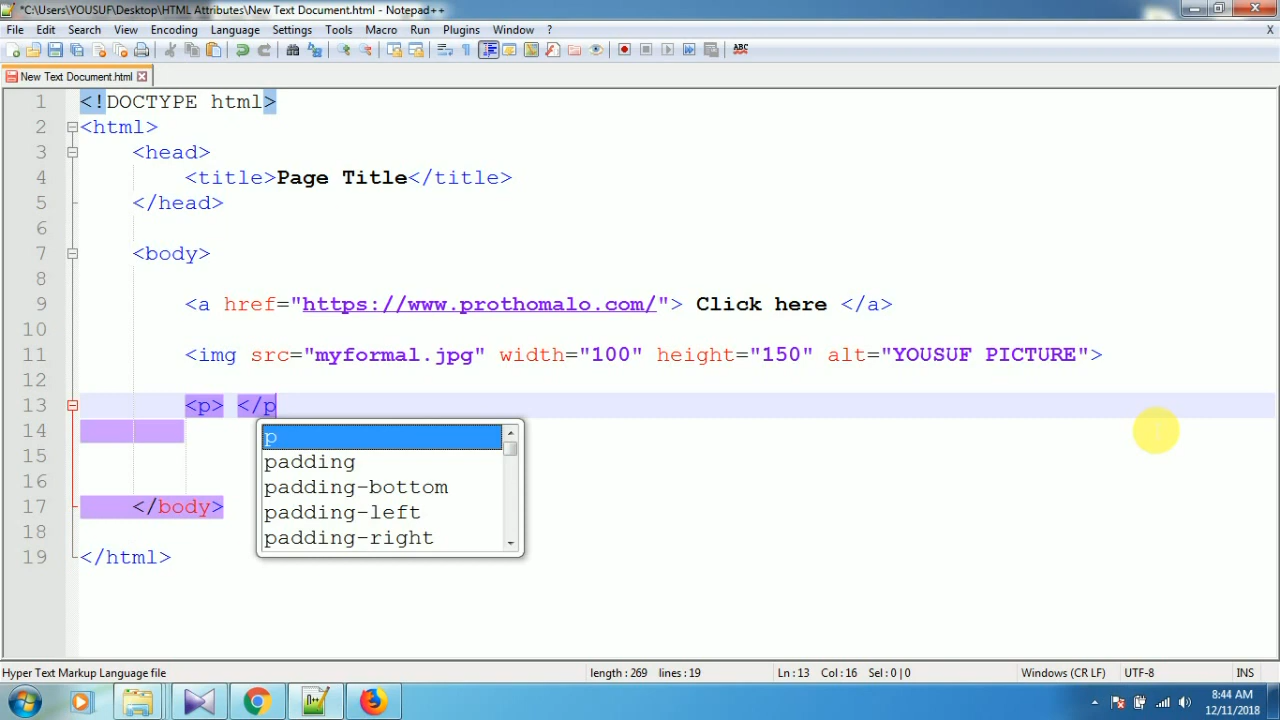 *C:\Users\YOUSUF\Desktop\HTML Attributes\New Text Document.html - Notepad++
File Edit Search View Encoding Language Settings Tools Macro Run Plugins Window ? X
ABC
New Text Document.html
1 <!DOCTYPE html>
2 <html>
3 <head>
4 <title>Page Title</title>
5 </head>
6
7 <body>
8
9 <a href="https://www.prothomalo.com/"> Click here </a>
10
11 <img src="myformal.jpg" width="100" height="150" alt="YOUSUF PICTURE">
12
13 <p> </p
14
15
16
17 </body>
18
19 </html>
p
padding
padding-bottom
padding-left
padding-right
Hyper Text Markup Language file length : 269 lines : 19 Ln : 13 Col : 16 Sel : 0 | 0 Windows (CR LF) UTF-8 INS
8:44 AM
12/11/2018